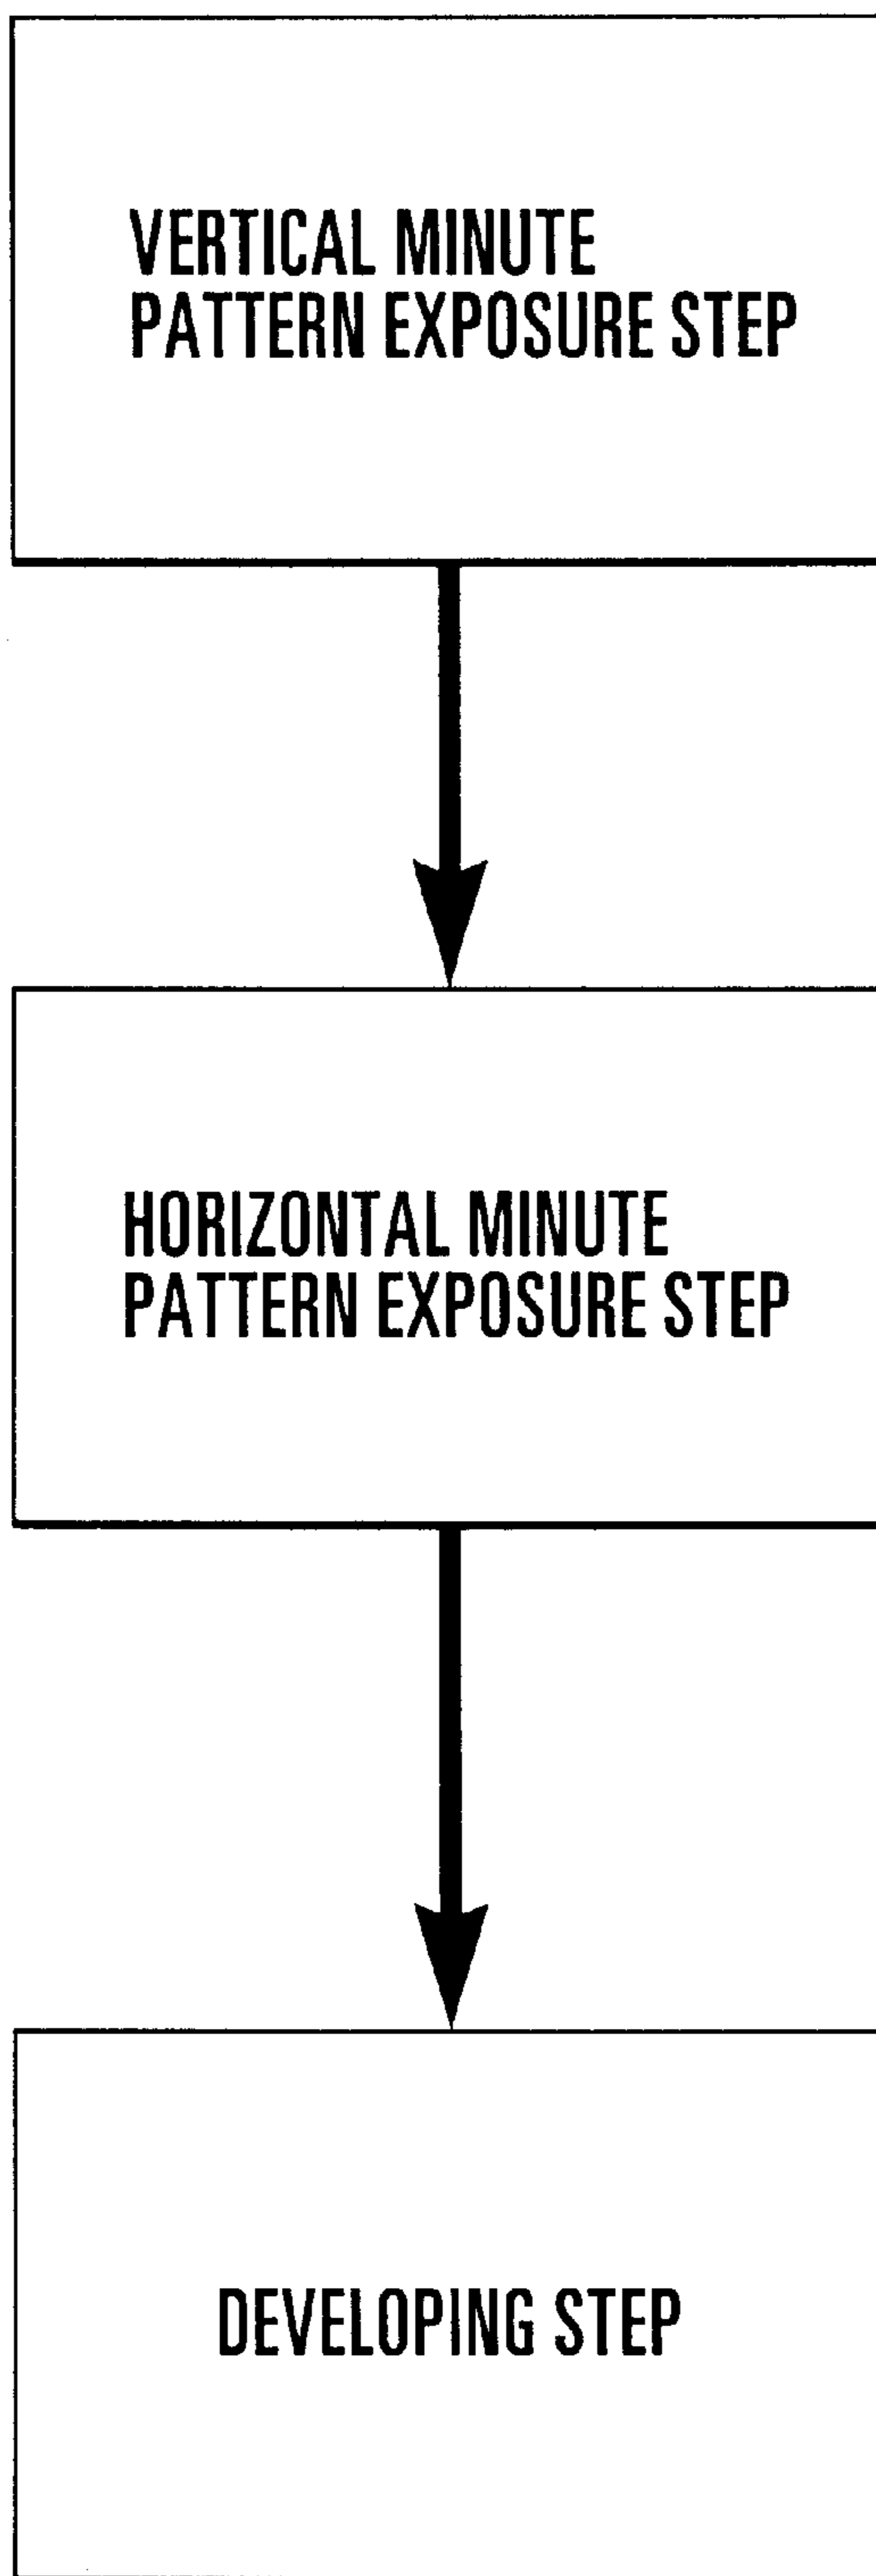 VERTICAL MINUTE
PATTERN EXPOSURE STEP
HORIZONTAL MINUTE
PATTERN EXPOSURE STEP
DEVELOPING STEP